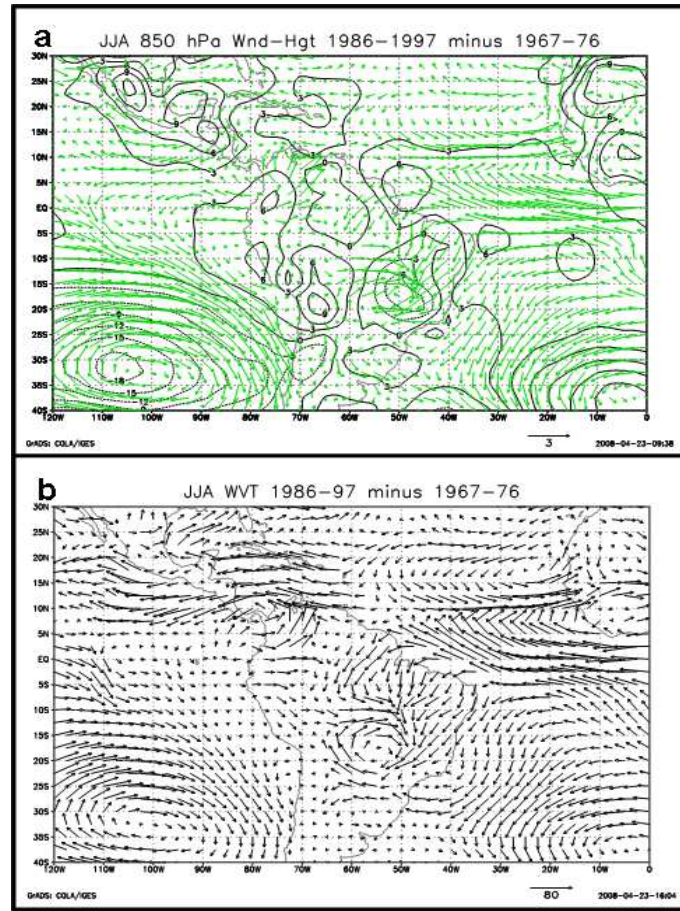 a
JJA 850 hPa Wnd-Hgt 1986-1997 minus 1967-76
30N
25N
20N
15N
10N
5N
EQ
5S
10S
15S
20S
25S
30S
35S
40S
120W 110W 100W 90W 80W 70W 60W 50W 40W 30W 20W 10W 0
GrADS: COLA/IGES
3
2008-04-23-09:38
b
JJA WVT 1986-97 minus 1967-76
30N
25N
20N
15N
10N
5N
EQ
5S
10S
15S
20S
25S
30S
35S
40S
120W 110W 100W 90W 80W 70W 60W 50W 40W 30W 20W 10W 0
GrADS: COLA/IGES
80
2008-04-23-16:04